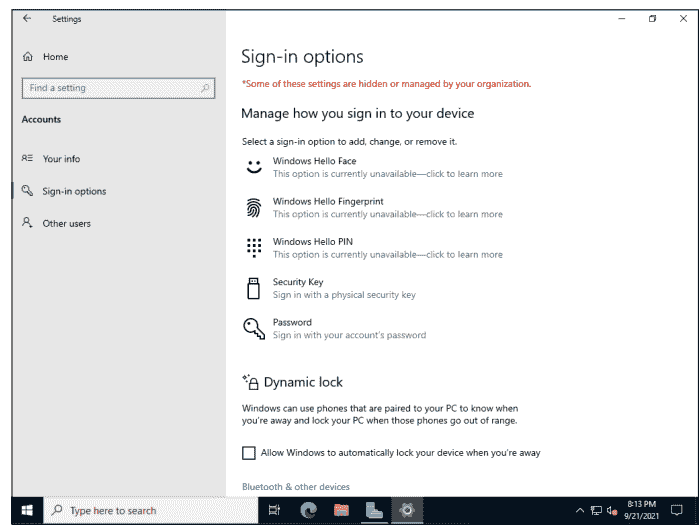 Settings
Home
Find a setting
Accounts
Your info
Sign-in options
Other users
Sign-in options
*Some of these settings are hidden or managed by your organization.
Manage how you sign in to your device
Select a sign-in option to add, change, or remove it.
Windows Hello Face
This option is currently unavailable—click to learn more
Windows Hello Fingerprint
This option is currently unavailable—click to learn more
Windows Hello PIN
This option is currently unavailable—click to learn more
Security Key
Sign in with a physical security key
Password
Sign in with your account's password
Dynamic lock
Windows can use phones that are paired to your PC to know when
you're away and lock your PC when those phones go out of range.
Allow Windows to automatically lock your device when you're away
Bluetooth & other devices
Type here to search
8:13 PM
9/21/2021